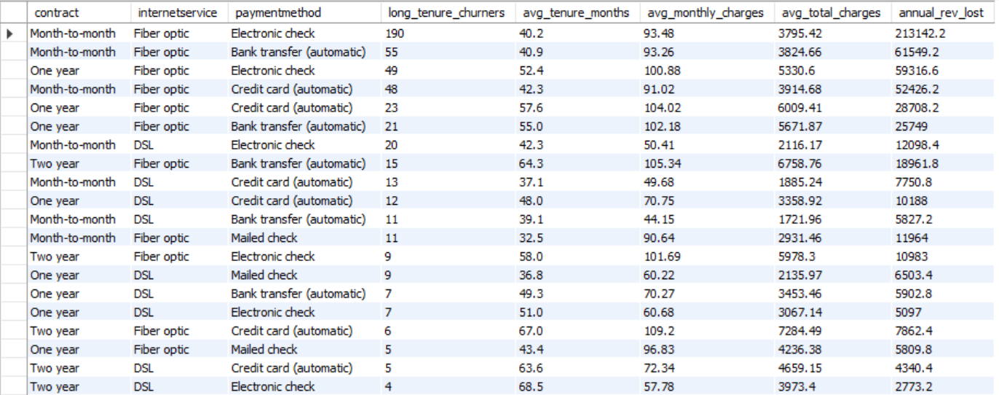 contract internetservice paymentmethod long_tenure_churners avg_tenure_months avg_monthly_charges avg_total_charges annual_rev_lost
Month-to-month Fiber optic Electronic check 190 40.2 93.48 3795.42 213142.2
Month-to-month Fiber optic Bank transfer (automatic) 55 40.9 93.26 3824.66 61549.2
One year Fiber optic Electronic check 49 52.4 100.88 5330.6 59316.6
Month-to-month Fiber optic Credit card (automatic) 48 42.3 91.02 3914.68 52426.2
One year Fiber optic Credit card (automatic) 23 57.6 104.02 6009.41 28708.2
One year Fiber optic Bank transfer (automatic) 21 55.0 102.18 5671.87 25749
Month-to-month DSL Electronic check 20 42.3 50.41 2116.17 12098.4
Two year Fiber optic Bank transfer (automatic) 15 64.3 105.34 6758.76 18961.8
Month-to-month DSL Credit card (automatic) 13 37.1 49.68 1885.24 7750.8
One year DSL Credit card (automatic) 12 48.0 70.75 3358.92 10188
Month-to-month DSL Bank transfer (automatic) 11 39.1 44.15 1721.96 5827.2
Month-to-month Fiber optic Mailed check 11 32.5 90.64 2931.46 11964
Two year Fiber optic Electronic check 9 58.0 101.69 5978.3 10983
One year DSL Mailed check 9 36.8 60.22 2135.97 6503.4
One year DSL Bank transfer (automatic) 7 49.3 70.27 3453.46 5902.8
One year DSL Electronic check 7 51.0 60.68 3067.14 5097
Two year Fiber optic Credit card (automatic) 6 67.0 109.2 7284.49 7862.4
One year Fiber optic Mailed check 5 43.4 96.83 4236.38 5809.8
Two year DSL Credit card (automatic) 5 63.6 72.34 4659.15 4340.4
Two year DSL Electronic check 4 68.5 57.78 3973.4 2773.2